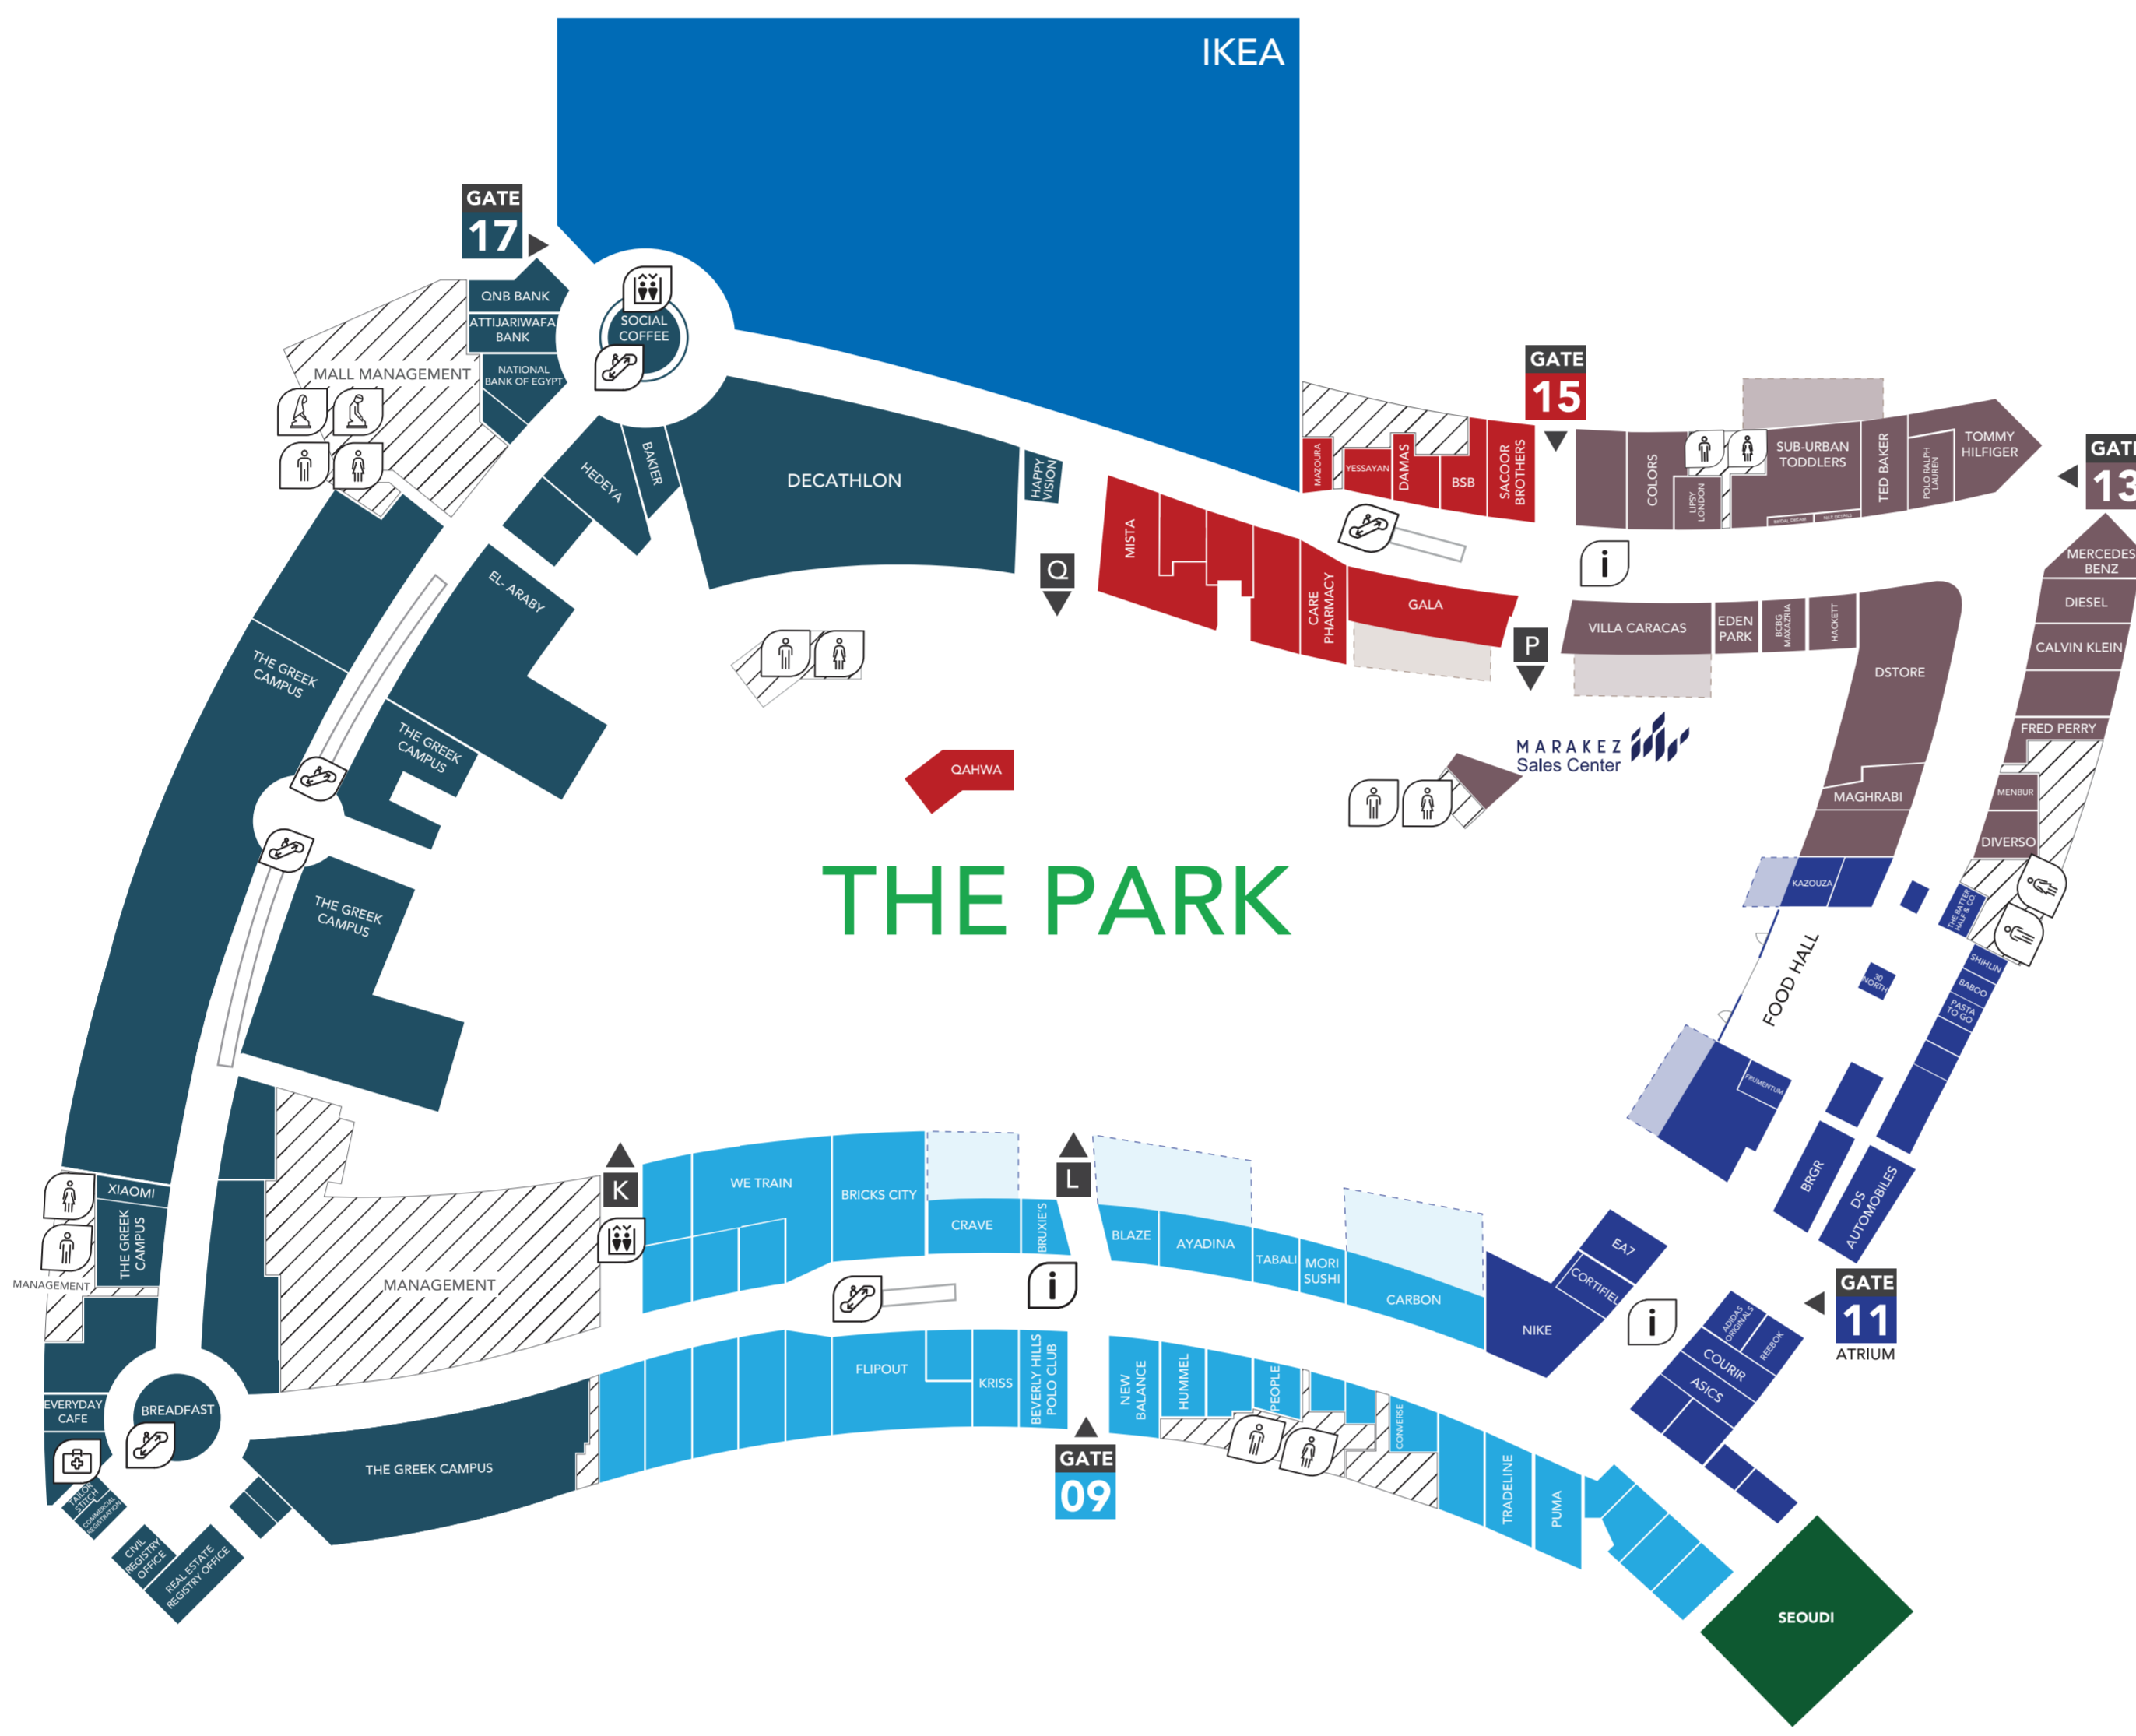 IKEA
GATE
17
QNB BANK
ATTIJARIWAFA
BANK
NATIONAL
BANK OF EGYPT
MALL MANAGEMENT
SOCIAL
COFFEE
HEDEYA
BAKIER
DECATHLON
HAPPY
VISION
Q
MISTA
CARE
PHARMACY
GALA
MAZOURA
YESSAYAN
DAMAS
BSB
SACOOR
BROTHERS
GATE
15
COLORS
LIPSY
LONDON
SUB-URBAN
TODDLERS
TED BAKER
POLO RALPH
LAUREN
TOMMY
HILFIGER
GATE
13
i
P
VILLA CARACAS
EDEN
PARK
BCBG
MAXAZRIA
HACKETT
DSTORE
MAGHRABI
MERCEDES
BENZ
DIESEL
CALVIN KLEIN
FRED PERRY
MENBUR
DIVERSO
MARAKEZ
Sales Center
EL- ARABY
THE GREEK
CAMPUS
THE GREEK
CAMPUS
THE GREEK
CAMPUS
QAHWA
THE PARK
KAZOUZA
THE BATTER
HALF & CO.
FOOD HALL
30
NORTH
SHIHLIN
BABOO
PASTA
TO GO
FRUMENTUM
BRGR
DS
AUTOMOBILES
XIAOMI
THE GREEK
CAMPUS
MANAGEMENT
MANAGEMENT
K
WE TRAIN
BRICKS CITY
CRAVE
BRUXIE'S
L
BLAZE
AYADINA
TABALI
MORI
SUSHI
CARBON
NIKE
EA7
CORTIFIEL
i
i
GATE
11
ATRIUM
ADIDAS
ORIGINALS
REEBOK
COURIR
ASICS
EVERYDAY
CAFE
BREADFAST
TAILOR
STITCH
COMMERCIAL
REGISTRATION
CIVIL
REGISTRY
OFFICE
REAL ESTATE
REGISTRY OFFICE
THE GREEK CAMPUS
FLIPOUT
KRISS
BEVERLY HILLS
POLO CLUB
GATE
09
NEW
BALANCE
HUMMEL
PEOPLE
CONVERSE
TRADELINE
PUMA
SEOUDI